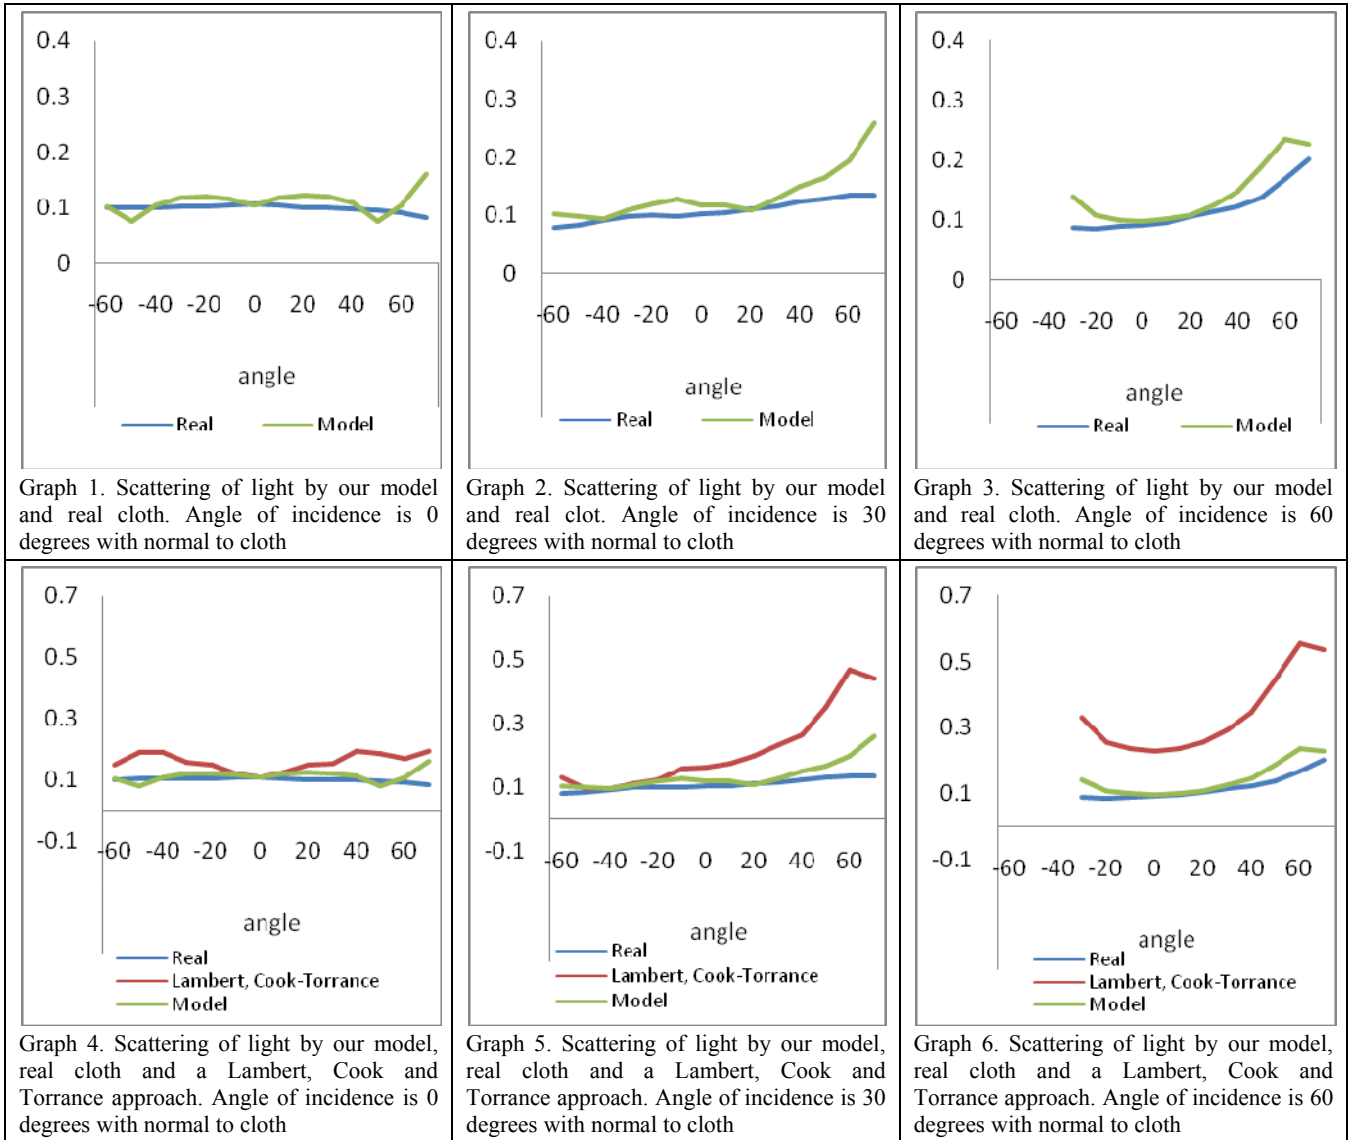 0.4
0.3
0.2
0.1
0
-60 -40 -20 0 20 40 60
angle
Real Model
Graph 1. Scattering of light by our model
and real cloth. Angle of incidence is 0
degrees with normal to cloth
0.4
0.3
0.2
0.1
0
-60 -40 -20 0 20 40 60
angle
Real Model
Graph 2. Scattering of light by our model
and real clot. Angle of incidence is 30
degrees with normal to cloth
0.4
0.3
0.2
0.1
0
-60 -40 -20 0 20 40 60
angle
Real Model
Graph 3. Scattering of light by our model
and real cloth. Angle of incidence is 60
degrees with normal to cloth
0.7
0.5
0.3
0.1
-0.1
-60 -40 -20 0 20 40 60
angle
Real
Lambert, Cook-Torrance
Model
Graph 4. Scattering of light by our model,
real cloth and a Lambert, Cook and
Torrance approach. Angle of incidence is 0
degrees with normal to cloth
0.7
0.5
0.3
0.1
-0.1
-60 -40 -20 0 20 40 60
angle
Real
Lambert, Cook-Torrance
Model
Graph 5. Scattering of light by our model,
real cloth and a Lambert, Cook and
Torrance approach. Angle of incidence is 30
degrees with normal to cloth
0.7
0.5
0.3
0.1
-0.1
-60 -40 -20 0 20 40 60
angle
Real
Lambert, Cook-Torrance
Model
Graph 6. Scattering of light by our model,
real cloth and a Lambert, Cook and
Torrance approach. Angle of incidence is 60
degrees with normal to cloth